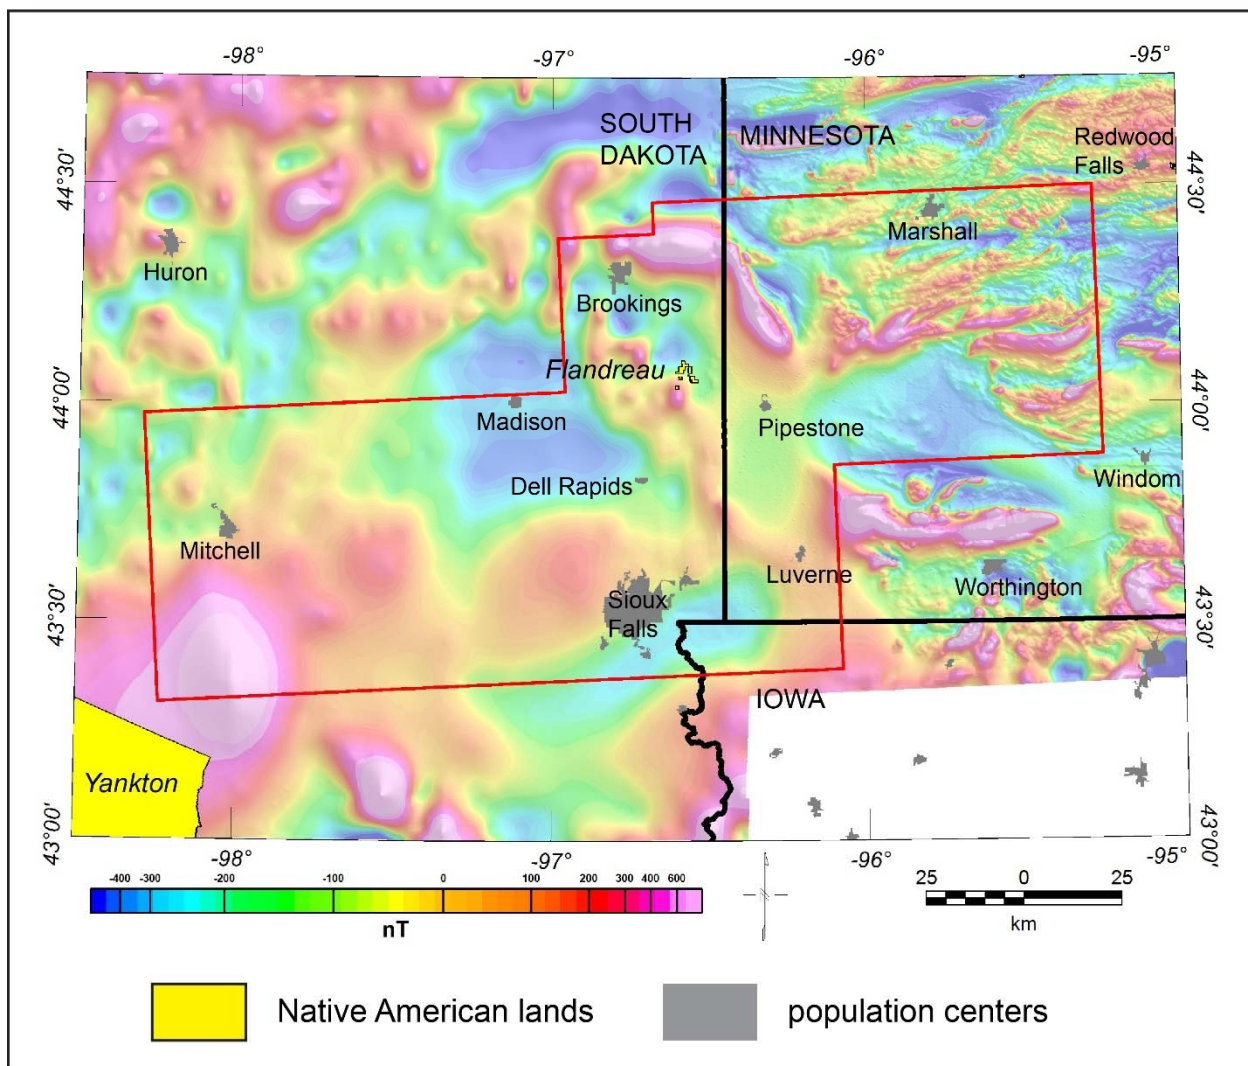 -98°
-97°
-96°
-95°
SOUTH
DAKOTA
MINNESOTA
Redwood
Falls
44°30'
44°30'
Marshall
Huron
Brookings
Flandreau
44°00'
44°00'
Madison
Pipestone
Dell Rapids
Windom
Mitchell
Luverne
Worthington
Sioux
Falls
43°30'
43°30'
IOWA
Yankton
43°00'
43°00'
-98°
-97°
-96°
-95°
-400 -300 -200 -100 0 100 200 300 400 600
nT
25 0 25
km
Native American lands
population centers